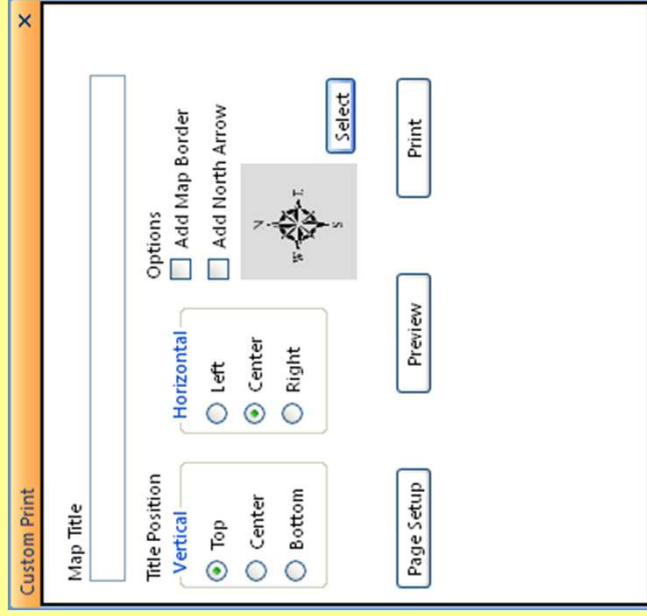 Custom Print
Map Title
Title Position
Options
Vertical
Horizontal
Top
Center
Bottom
Left
Center
Right
Add Map Border
Add North Arrow
N
W
E
S
Select
Page Setup
Preview
Print